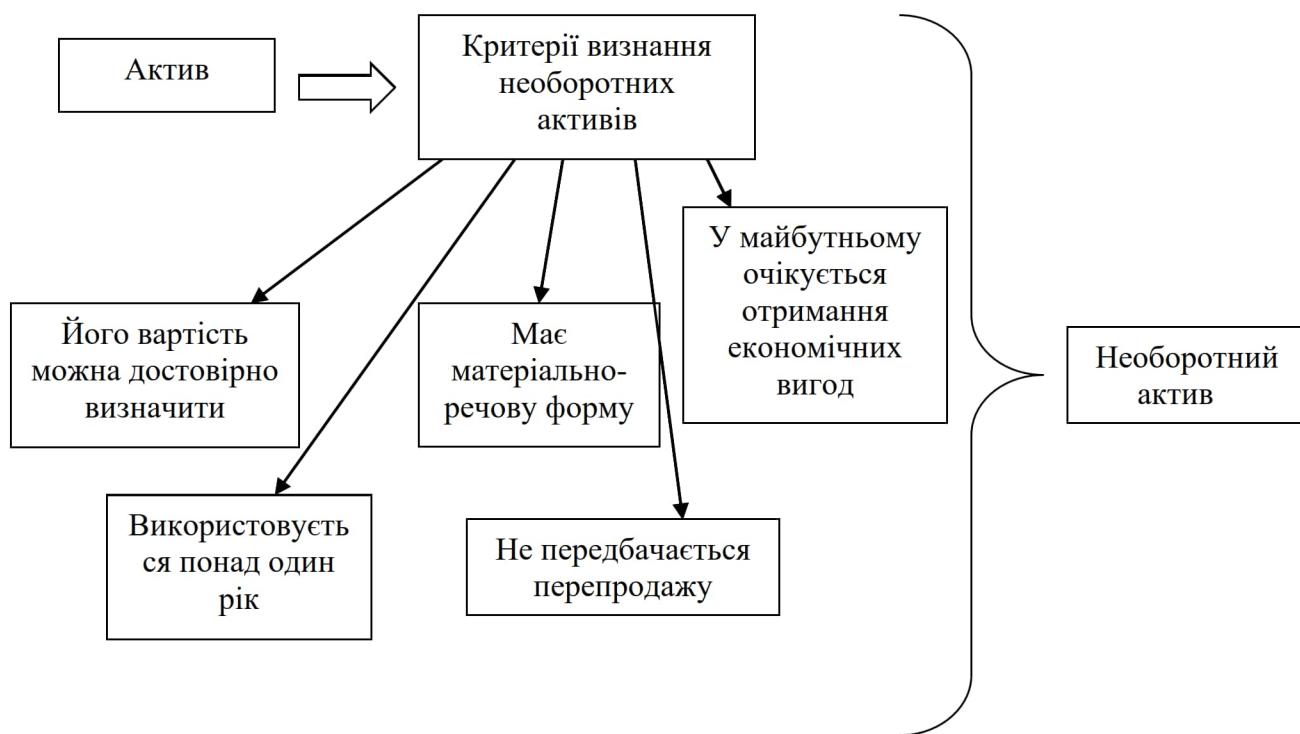 Актив
Критерії визнання
необоротних
активів
У майбутньому
очікується
отримання
економічних
вигод
Його вартість
можна достовірно
визначити
Має
матеріально-
речову форму
Необоротний
актив
Використовуєть
ся понад один
рік
Не передбачається
перепродажу